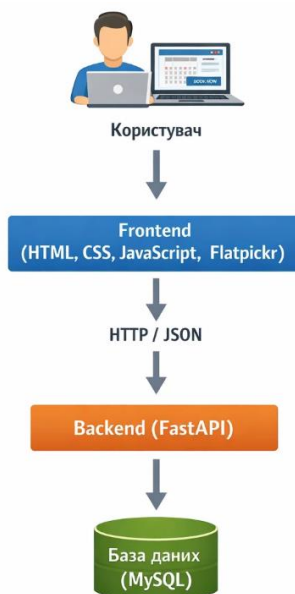 BOOK NOW
Користувач
Frontend
(HTML, CSS, JavaScript, Flatpickr)
HTTP / JSON
Backend (FastAPI)
База даних
(MySQL)